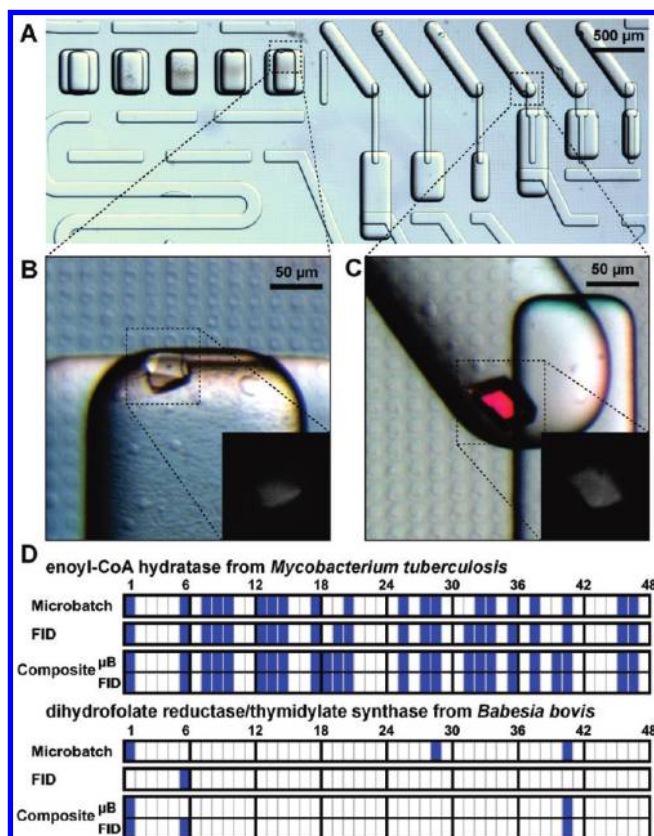 A
500 µm
B
50 µm
C
50 µm
D
enoyl-CoA hydratase from Mycobacterium tuberculosis
1 6 12 18 24 30 36 42 48
Microbatch
FID
Composite µB
FID
dihydrofolate reductase/thymidylate synthase from Babesia bovis
1 6 12 18 24 30 36 42 48
Microbatch
FID
Composite µB
FID